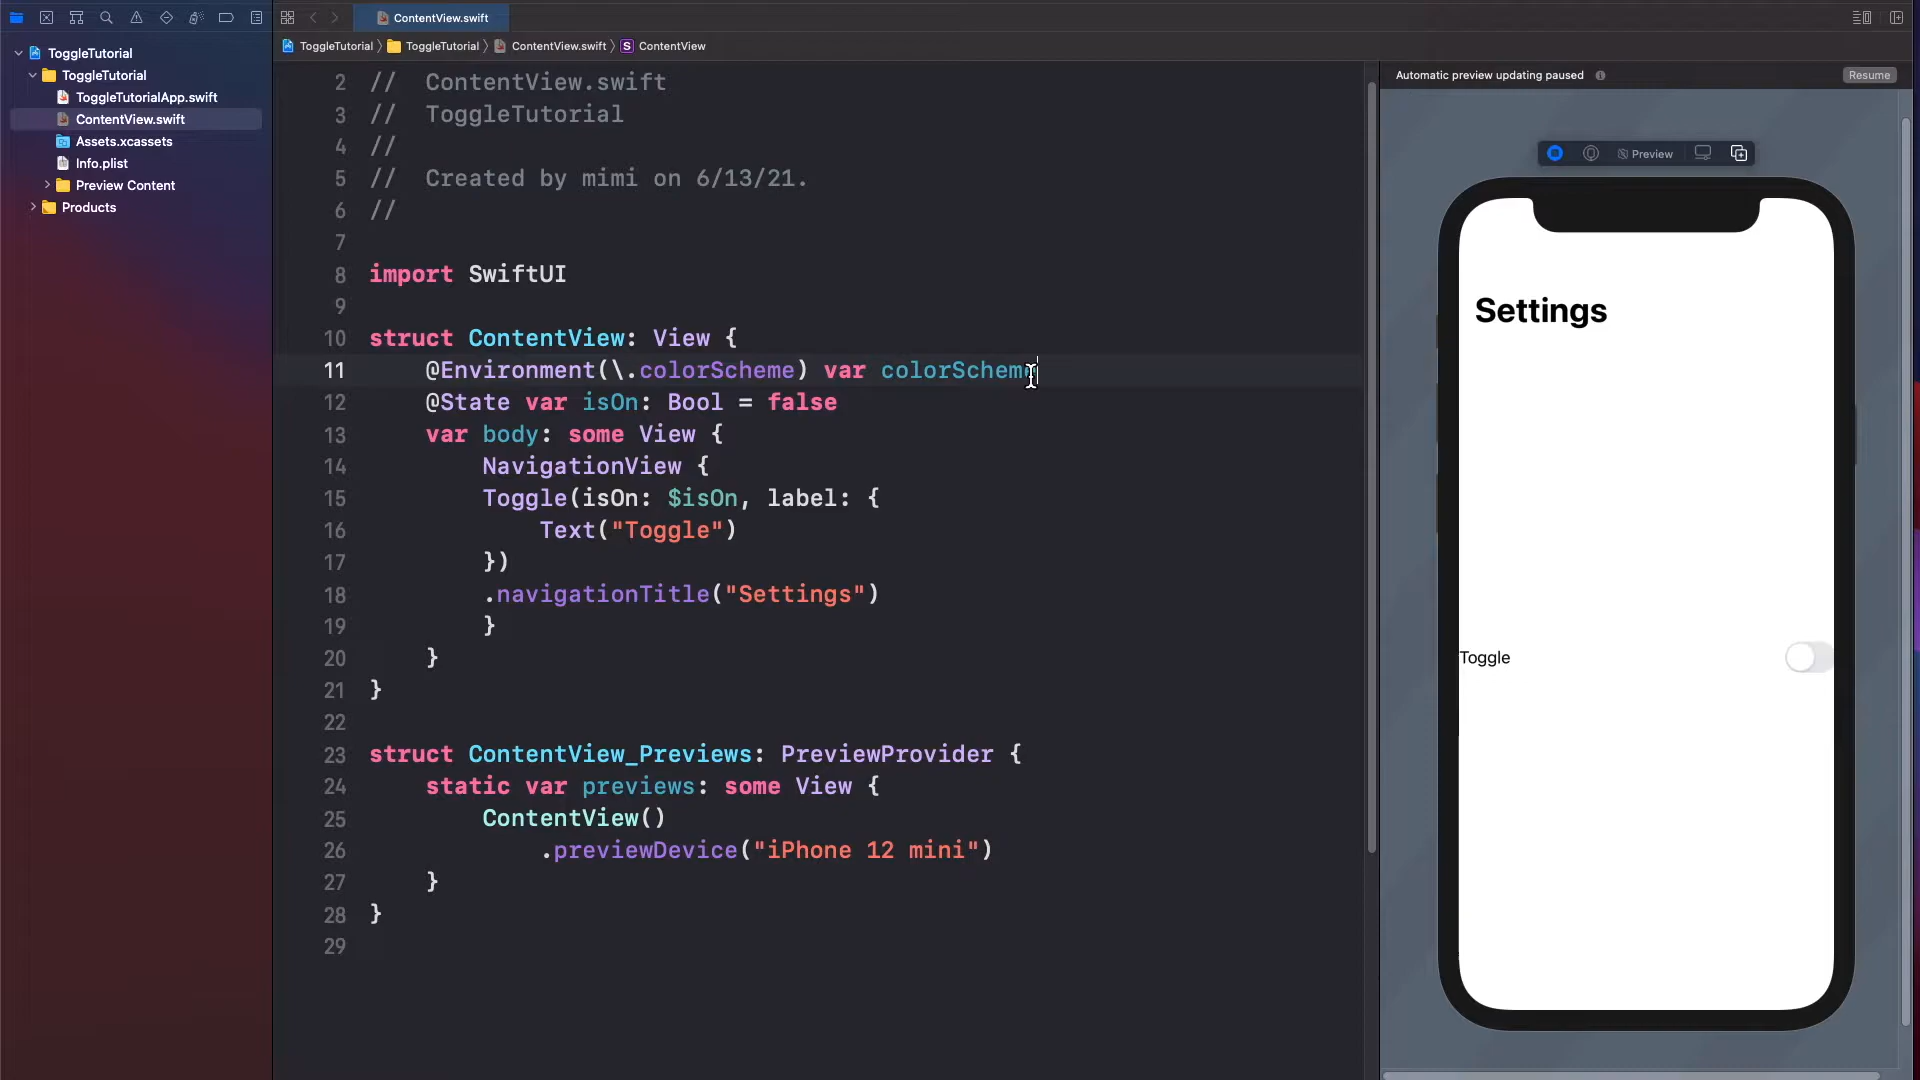 ContentView.swift
ToggleTutorial
ToggleTutorial
ContentView.swift
S
ContentView
ToggleTutorial
ToggleTutorial
ToggleTutorialApp.swift
ContentView.swift
Assets.xcassets
Info.plist
Preview Content
Products
2 // ContentView.swift
3 // ToggleTutorial
4 //
5 // Created by mimi on 6/13/21.
6 //
7
8 import SwiftUI
9
10 struct ContentView: View {
11 @Environment(\.colorScheme) var colorScheme
12 @State var isOn: Bool = false
13 var body: some View {
14 NavigationView {
15 Toggle(isOn: $isOn, label: {
16 Text("Toggle")
17 })
18 .navigationTitle("Settings")
19 }
20 }
21 }
22
23 struct ContentView_Previews: PreviewProvider {
24 static var previews: some View {
25 ContentView()
26 .previewDevice("iPhone 12 mini")
27 }
28 }
29
Automatic preview updating paused
Resume
Preview
Settings
Toggle